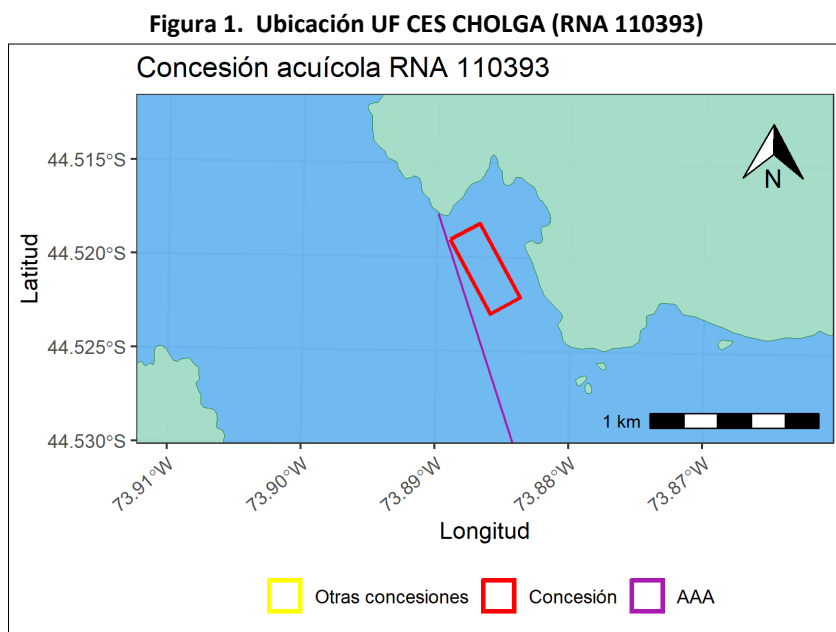 Figura 1.  Ubicación UF CES CHOLGA (RNA 110393)
Concesión acuícola RNA 110393
44.515°S
44.520°S
44.525°S
44.530°S
Latitud
N
1 km
73.91°W
73.90°W
73.89°W
73.88°W
73.87°W
Longitud
Otras concesiones
Concesión
AAA